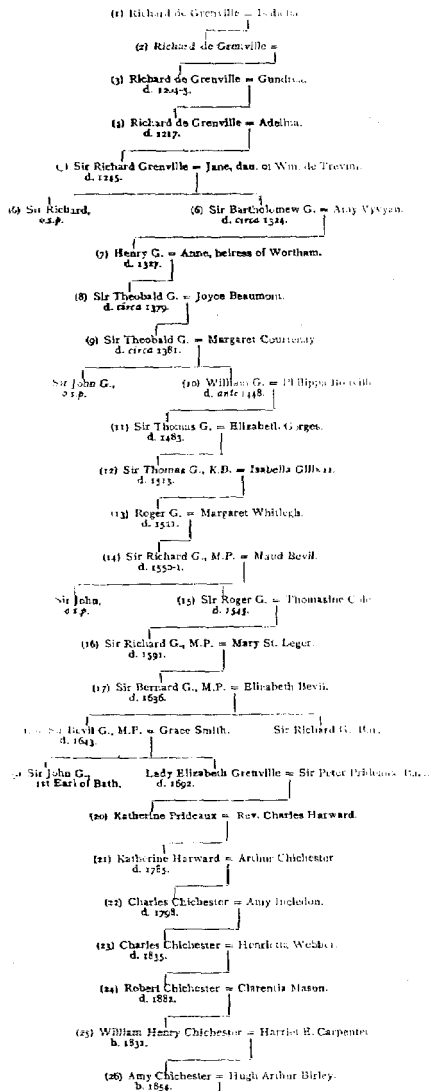 (1) Richard de Grenville = Isabella
(2) Richard de Grenville =
(3) Richard de Grenville =
d. 1204-5.
(4) Richard de Grenville = Adelina.
d. 1217.
Sir Richard Grenville = Jane, dau. of Wm. de Trevint.
d. 1245.
(6) Sir Richard, (6) Sir Bartholomew G. = Amy Vyvyan.
o.s.p. d. circa 1324.
(7) Henry G. = Anne, heiress of Wortham.
d. 1327.
(8) Sir Theobald G. = Joyce Beaumont.
d. circa 1379.
(9) Sir Theobald G. = Margaret Courtenay
d. circa 1381.
Sir John G., (10) William G. = Philippa Bonville
o.s.p. d. ante 1448.
(11) Sir Thomas G. = Elizabeth Gorges.
d. 1483.
(12) Sir Thomas G., K.B. = Isabella
d. 1513.
(13) Roger G. = Margaret Whitlegh.
d.
(14) Sir Richard G., M.P. = Maud Bevil.
d. 1550-1.
Sir John, (15) Sir Roger G. = Thomasine Cole
o.s.p. d. 1545.
(16) Sir Richard G., M.P. = Mary St. Leger.
d. 1591.
(17) Sir Bernard G., M.P. = Elizabeth Bevil.
d. 1636.
Sir Bevil G., M.P. = Grace Smith. Sir Richard G.
d. 1643.
Sir John G., Lady Elizabeth Grenville = Sir Peter Prideaux
1st Earl of Bath. d. 1692.
(20) Katherine Prideaux = Rev. Charles Harward.
(21) Katherine Harward = Arthur Chichester
d. 1785.
(22) Charles Chichester = Amy Incledon.
d. 1798.
(23) Charles Chichester = Henrietta Webber.
d. 1835.
(24) Robert Chichester = Clarentia Mason.
d. 1882.
(25) William Henry Chichester = Harriet E. Carpenter
b. 1832.
(26) Amy Chichester = Hugh Arthur Birley.
b. 1854.